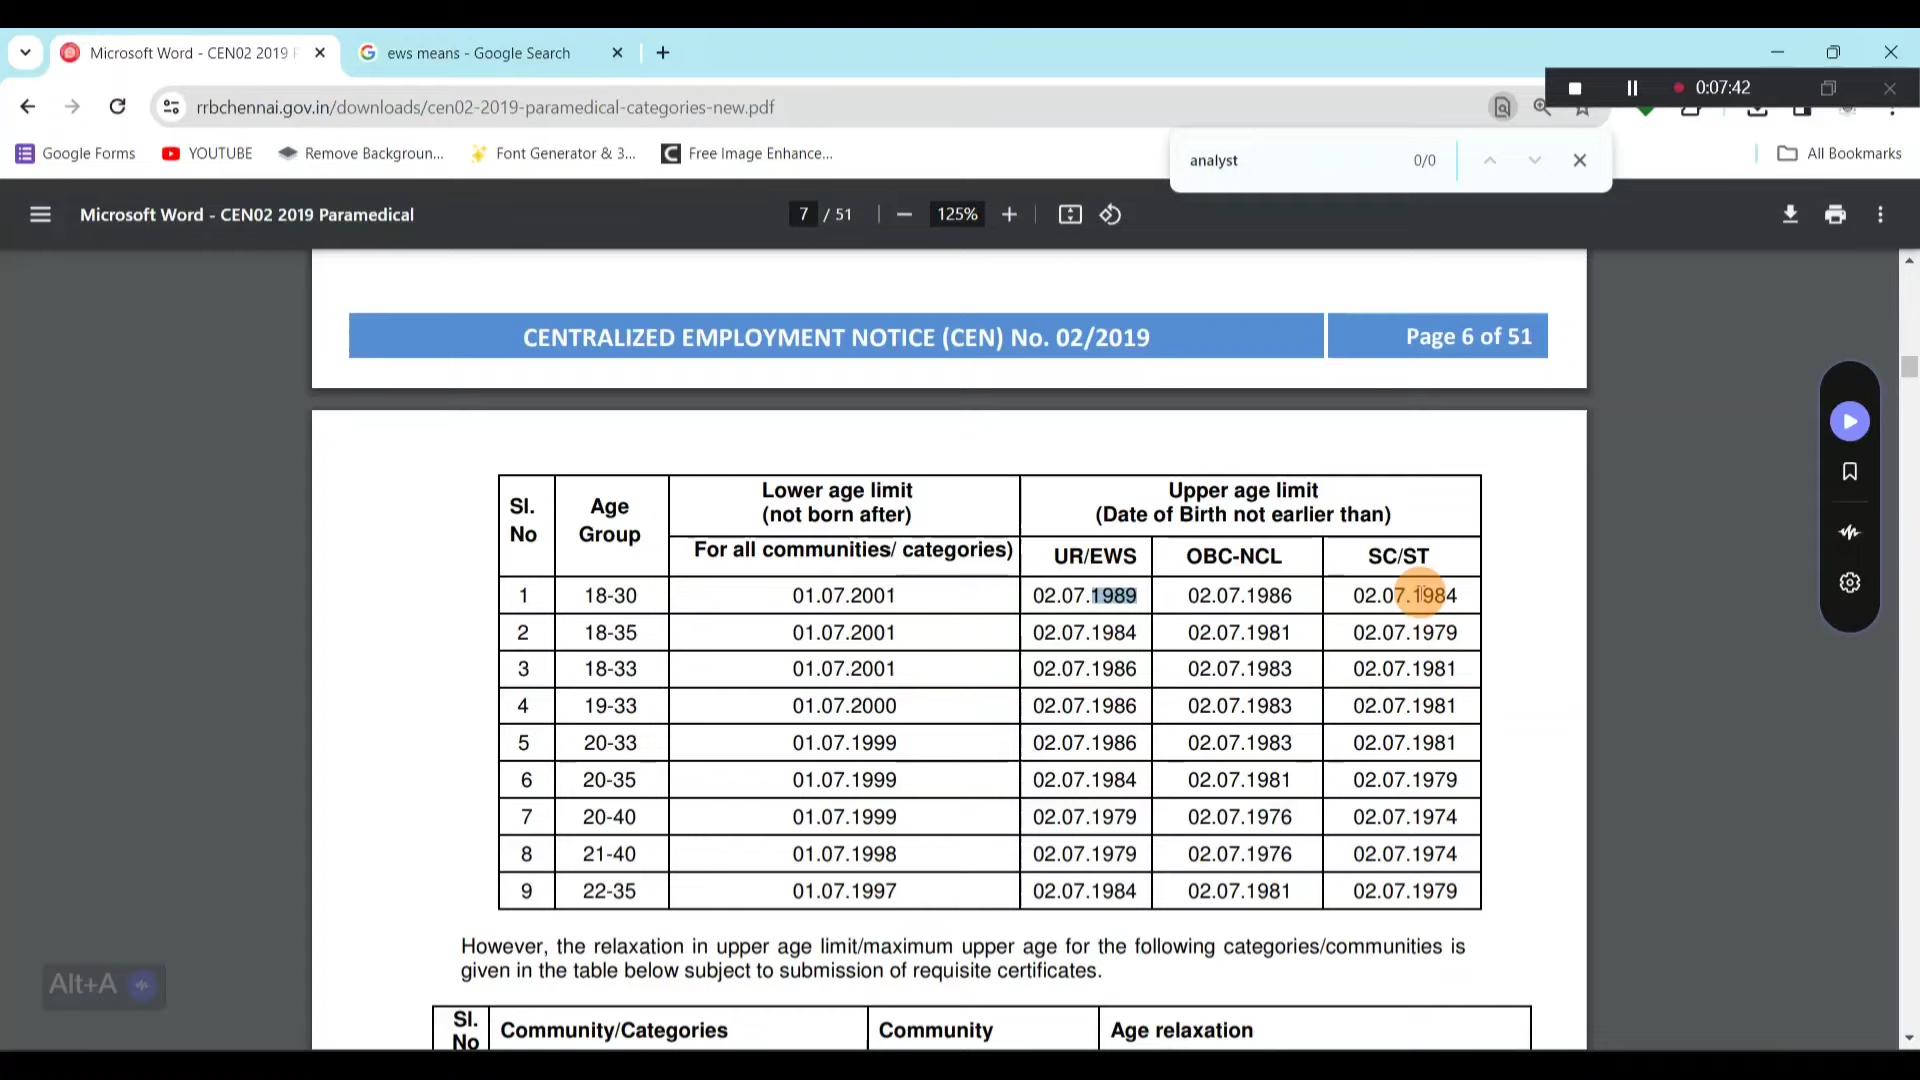 Microsoft Word - CEN02 2019 P
ews means - Google Search
0:07:42
rrbchennai.gov.in/downloads/cen02-2019-paramedical-categories-new.pdf
Google Forms
YOUTUBE
Remove Backgroun...
Font Generator & 3...
Free Image Enhance...
analyst 0/0
All Bookmarks
Microsoft Word - CEN02 2019 Paramedical
7 / 51
125%
CENTRALIZED EMPLOYMENT NOTICE (CEN) No. 02/2019 Page 6 of 51
Sl. No Age Group Lower age limit (not born after) Upper age limit (Date of Birth not earlier than)
For all communities/ categories) UR/EWS OBC-NCL SC/ST
1 18-30 01.07.2001 02.07.1989 02.07.1986 02.07.1984
2 18-35 01.07.2001 02.07.1984 02.07.1981 02.07.1979
3 18-33 01.07.2001 02.07.1986 02.07.1983 02.07.1981
4 19-33 01.07.2000 02.07.1986 02.07.1983 02.07.1981
5 20-33 01.07.1999 02.07.1986 02.07.1983 02.07.1981
6 20-35 01.07.1999 02.07.1984 02.07.1981 02.07.1979
7 20-40 01.07.1999 02.07.1979 02.07.1976 02.07.1974
8 21-40 01.07.1998 02.07.1979 02.07.1976 02.07.1974
9 22-35 01.07.1997 02.07.1984 02.07.1981 02.07.1979
However, the relaxation in upper age limit/maximum upper age for the following categories/communities is
given in the table below subject to submission of requisite certificates.
Sl. No Community/Categories Community Age relaxation
Alt+A